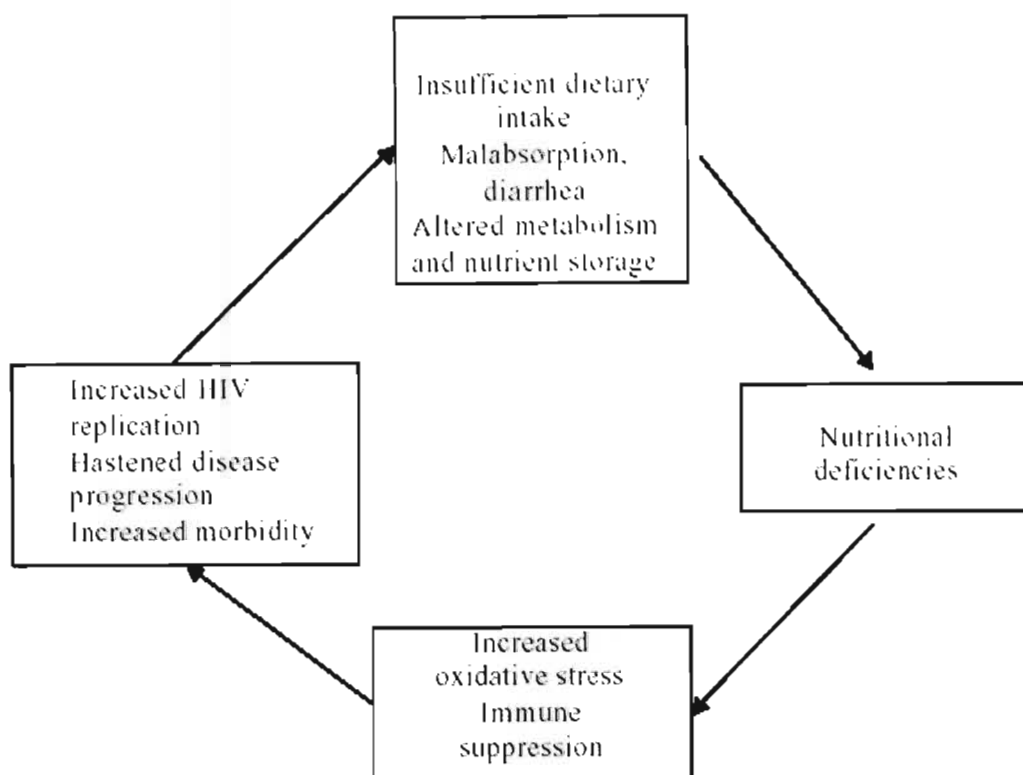 Insufficient dietary
intake
Malabsorption,
diarrhea
Altered metabolism
and nutrient storage
Increased HIV
replication
Hastened disease
progression
Increased morbidity
Nutritional
deficiencies
Increased
oxidative stress
Immune
suppression